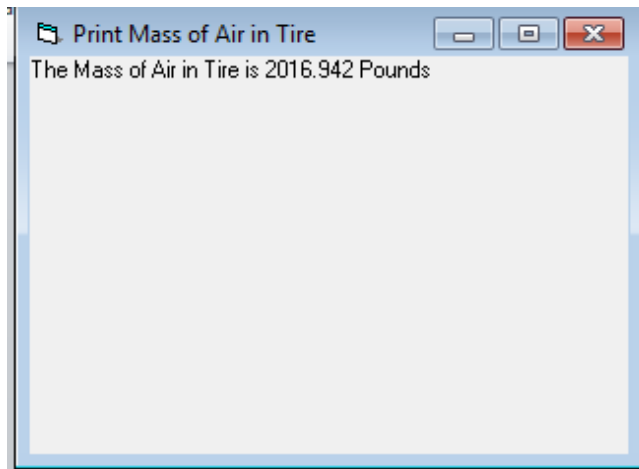 Print Mass of Air in Tire
The Mass of Air in Tire is 2016.942 Pounds